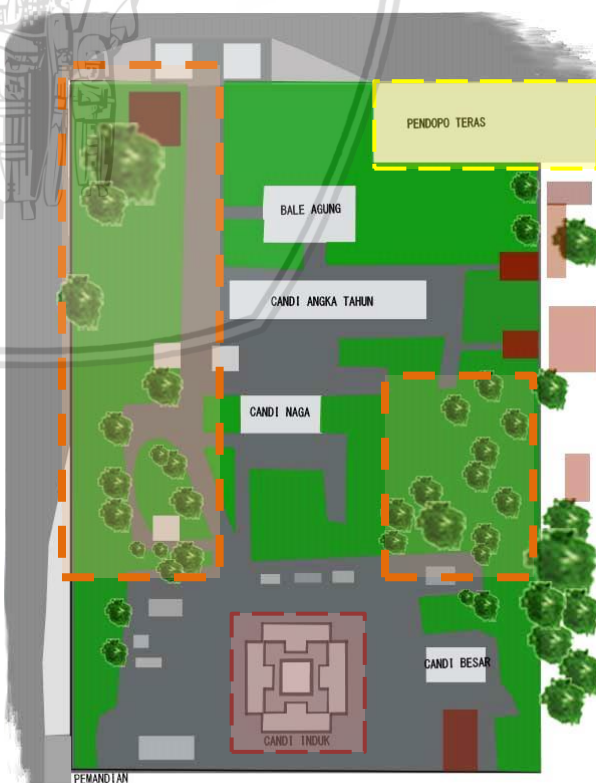 PENDOPO TERAS
BALE AGUNG
CANDI ANGKA TAHUN
CANDI NAGA
CANDI BESAR
CANDI INDUK
PEMANDIAN